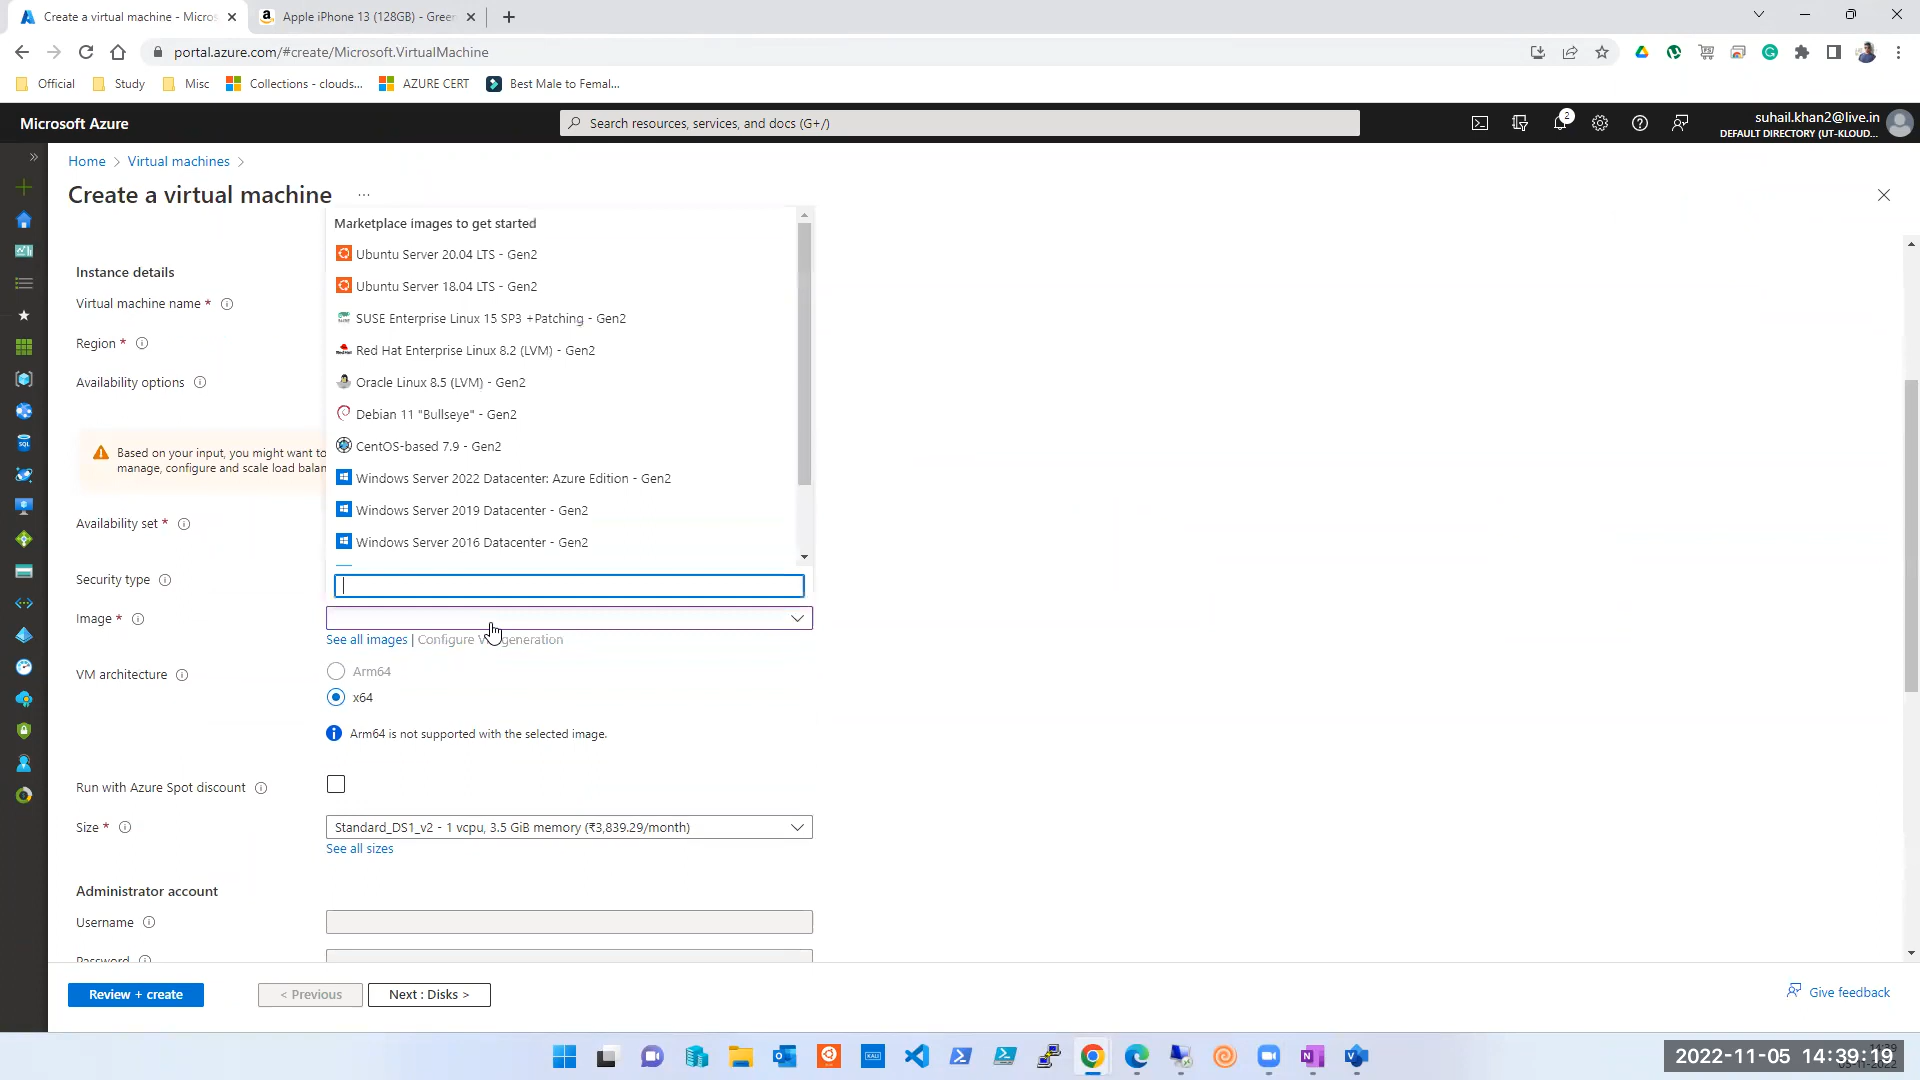 Create a virtual machine - Micros
Apple iPhone 13 (128GB) - Green
portal.azure.com/#create/Microsoft.VirtualMachine
Official
Study
Misc
Collections - clouds...
AZURE CERT
Best Male to Femal...
Microsoft Azure
Search resources, services, and docs (G+/)
2
suhail.khan2@live.in
DEFAULT DIRECTORY (UT-KLOUD...
Home > Virtual machines >
Create a virtual machine ...
Marketplace images to get started
Ubuntu Server 20.04 LTS - Gen2
Ubuntu Server 18.04 LTS - Gen2
SUSE Enterprise Linux 15 SP3 +Patching - Gen2
Red Hat Enterprise Linux 8.2 (LVM) - Gen2
Oracle Linux 8.5 (LVM) - Gen2
Debian 11 "Bullseye" - Gen2
CentOS-based 7.9 - Gen2
Windows Server 2022 Datacenter: Azure Edition - Gen2
Windows Server 2019 Datacenter - Gen2
Windows Server 2016 Datacenter - Gen2
Instance details
Virtual machine name *
Region *
Availability options
Based on your input, you might want to
manage, configure and scale load balan
Availability set *
Security type
Image *
See all images | Configure V generation
VM architecture
Arm64
x64
Arm64 is not supported with the selected image.
Run with Azure Spot discount
Size *
Standard_DS1_v2 - 1 vcpu, 3.5 GiB memory (₹3,839.29/month)
See all sizes
Administrator account
Username
Password
Review + create
< Previous
Next : Disks >
Give feedback
2022-11-05 14:39:19